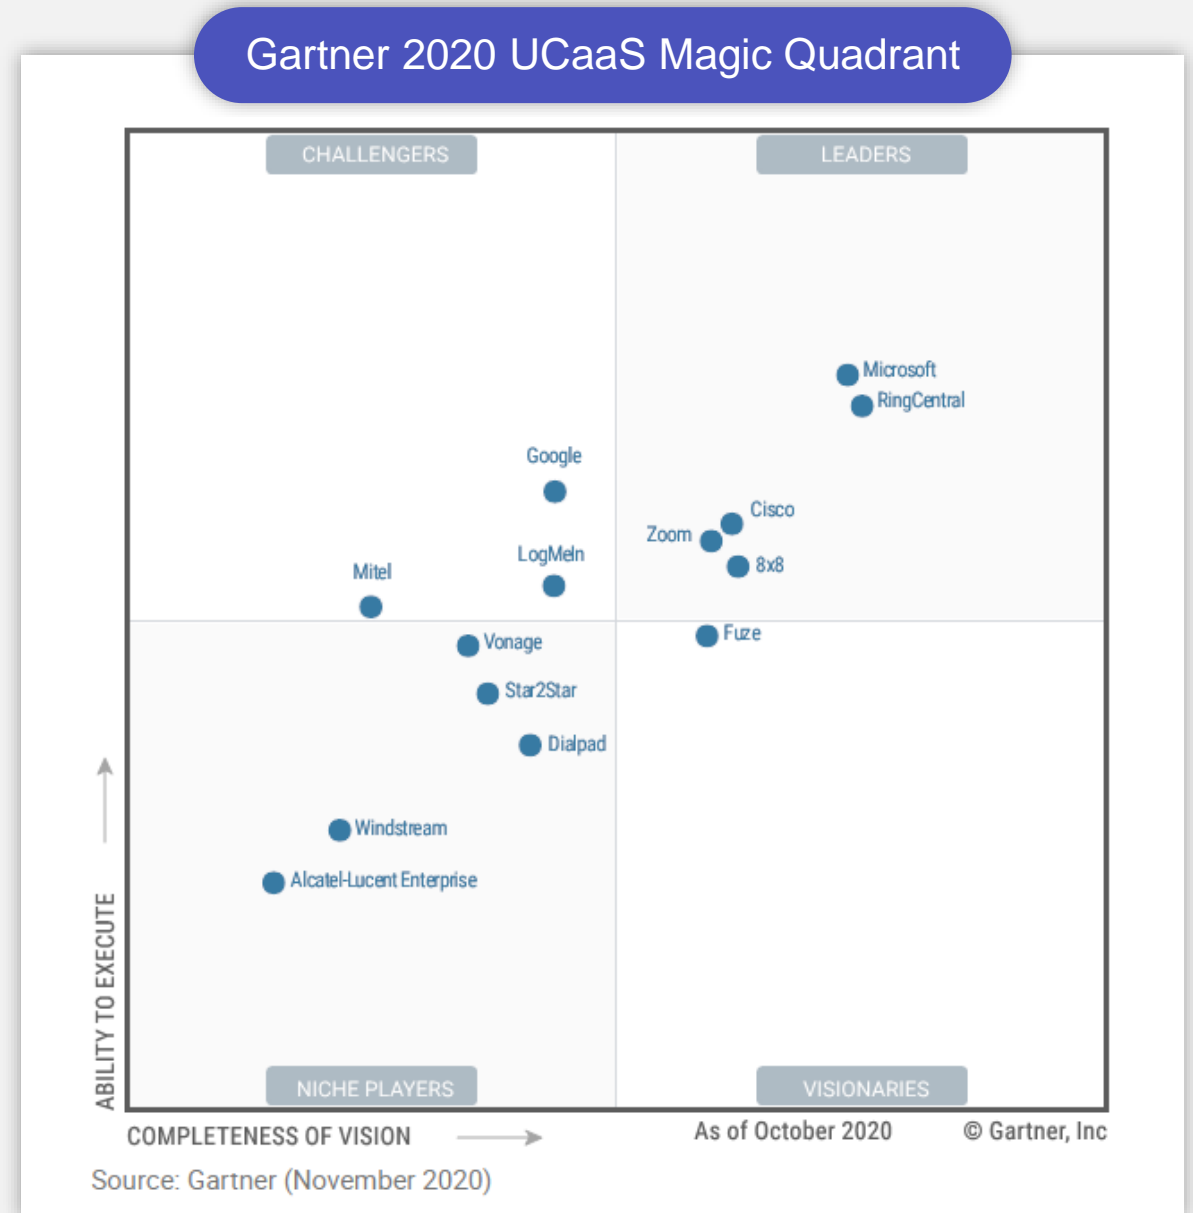 Gartner 2020 UCaaS Magic Quadrant
CHALLENGERS
LEADERS
Microsoft
RingCentral
Google
Cisco
Zoom
LogMeIn
8x8
Mitel
Fuze
Vonage
Star2Star
Dialpad
Windstream
Alcatel-Lucent Enterprise
ABILITY TO EXECUTE
NICHE PLAYERS
VISIONARIES
COMPLETENESS OF VISION
As of October 2020
© Gartner, Inc
Source: Gartner (November 2020)